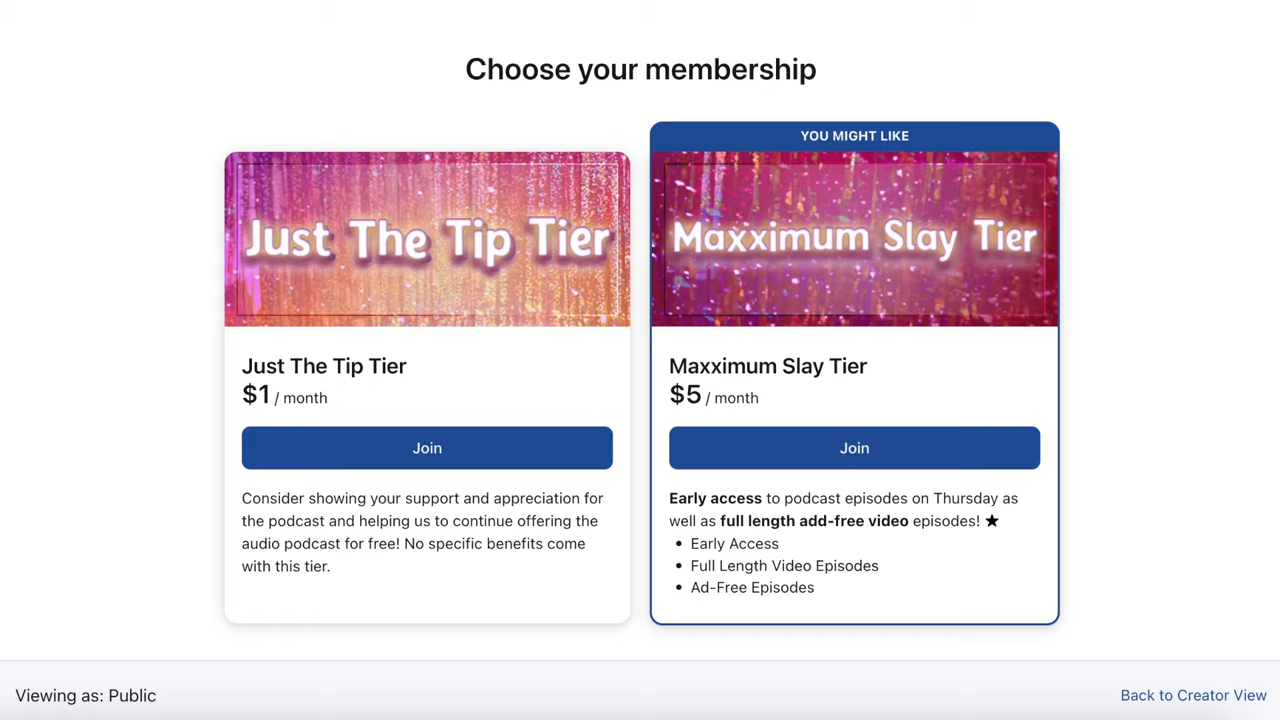 Choose your membership
Just The Tip Tier
Just The Tip Tier
$1 / month
Join
Consider showing your support and appreciation for
the podcast and helping us to continue offering the
audio podcast for free! No specific benefits come
with this tier.
YOU MIGHT LIKE
Maxximum Slay Tier
Maxximum Slay Tier
$5 / month
Join
Early access to podcast episodes on Thursday as
well as full length add-free video episodes! ★
• Early Access
• Full Length Video Episodes
• Ad-Free Episodes
Viewing as: Public
Back to Creator View